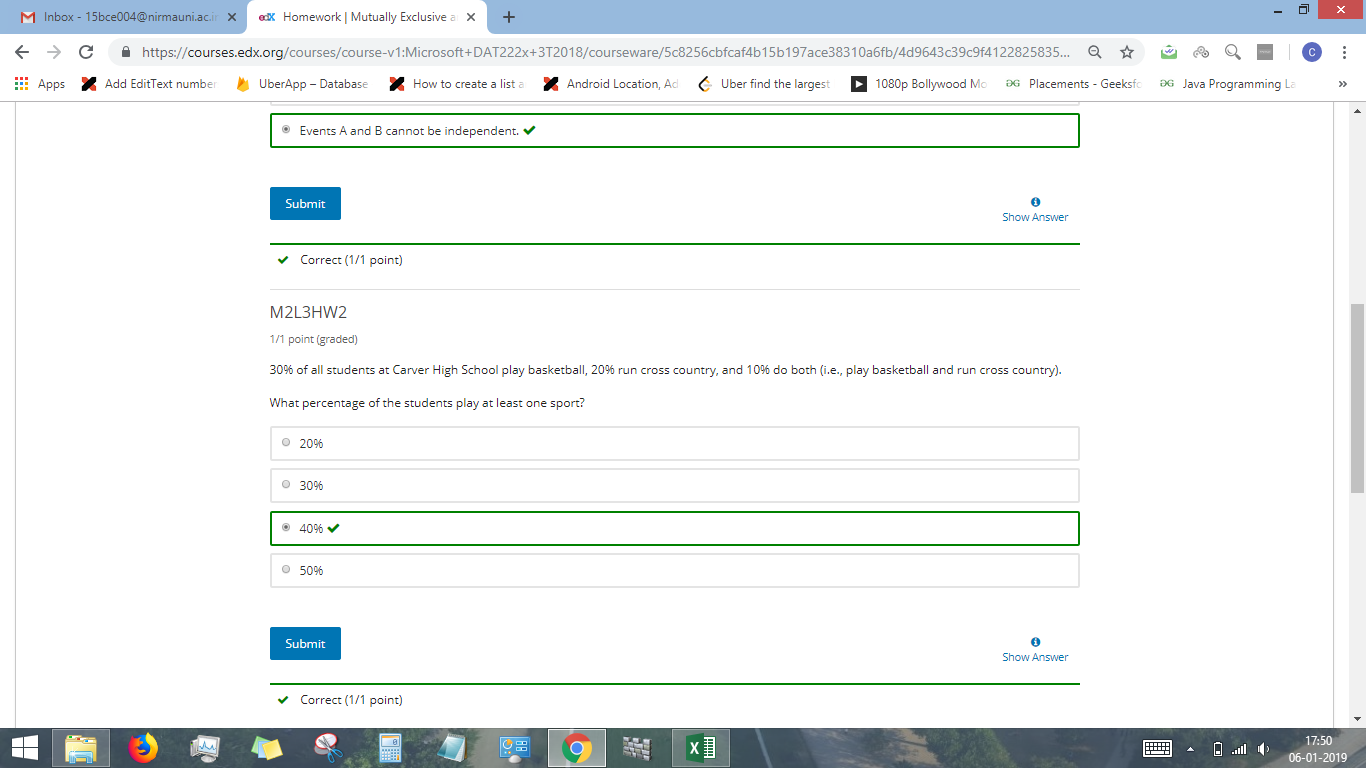 Inbox - 15bce004@nirmauni.ac.in
edX Homework | Mutually Exclusive a
https://courses.edx.org/courses/course-v1:Microsoft+DAT222x+3T2018/courseware/5c8256cbfcaf4b15b197ace38310a6fb/4d9643c39c9f4122825835...
C
Apps Add EditText number UberApp – Database How to create a list a Android Location, Ad Uber find the largest 1080p Bollywood Mo Placements - Geeksfo Java Programming La »
Events A and B cannot be independent.
Submit
Show Answer
Correct (1/1 point)
M2L3HW2
1/1 point (graded)
30% of all students at Carver High School play basketball, 20% run cross country, and 10% do both (i.e., play basketball and run cross country).
What percentage of the students play at least one sport?
20%
30%
40%
50%
Submit
Show Answer
Correct (1/1 point)
17:50
06-01-2019